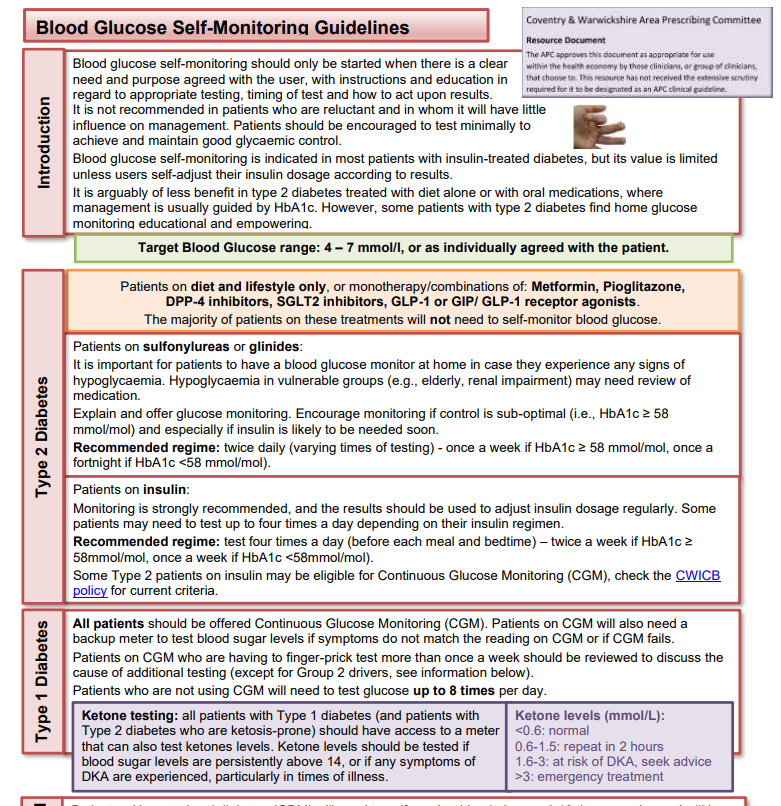 Blood Glucose Self-Monitoring Guidelines
Coventry & Warwickshire Area Prescribing Committee
Resource Document
The APC approves this document as appropriate for use
within the health economy by those clinicians, or group of clinicians,
that choose to. This resource has not received the extensive scrutiny
required for it to be designated as an APC clinical guideline.
Introduction
Blood glucose self-monitoring should only be started when there is a clear
need and purpose agreed with the user, with instructions and education in
regard to appropriate testing, timing of test and how to act upon results.
It is not recommended in patients who are reluctant and in whom it will have little
influence on management. Patients should be encouraged to test minimally to
achieve and maintain good glycaemic control.
Blood glucose self-monitoring is indicated in most patients with insulin-treated diabetes, but its value is limited
unless users self-adjust their insulin dosage according to results.
It is arguably of less benefit in type 2 diabetes treated with diet alone or with oral medications, where
management is usually guided by HbA1c. However, some patients with type 2 diabetes find home glucose
monitoring educational and empowering.
Target Blood Glucose range: 4 – 7 mmol/l, or as individually agreed with the patient.
Type 2 Diabetes
Patients on diet and lifestyle only, or monotherapy/combinations of: Metformin, Pioglitazone,
DPP-4 inhibitors, SGLT2 inhibitors, GLP-1 or GIP/ GLP-1 receptor agonists.
The majority of patients on these treatments will not need to self-monitor blood glucose.
Patients on sulfonylureas or glinides:
It is important for patients to have a blood glucose monitor at home in case they experience any signs of
hypoglycaemia. Hypoglycaemia in vulnerable groups (e.g., elderly, renal impairment) may need review of
medication.
Explain and offer glucose monitoring. Encourage monitoring if control is sub-optimal (i.e., HbA1c ≥ 58
mmol/mol) and especially if insulin is likely to be needed soon.
Recommended regime: twice daily (varying times of testing) - once a week if HbA1c ≥ 58 mmol/mol, once a
fortnight if HbA1c <58 mmol/mol).
Patients on insulin:
Monitoring is strongly recommended, and the results should be used to adjust insulin dosage regularly. Some
patients may need to test up to four times a day depending on their insulin regimen.
Recommended regime: test four times a day (before each meal and bedtime) – twice a week if HbA1c ≥
58mmol/mol, once a week if HbA1c <58mmol/mol).
Some Type 2 patients on insulin may be eligible for Continuous Glucose Monitoring (CGM), check the CWICB
policy for current criteria.
Type 1 Diabetes
All patients should be offered Continuous Glucose Monitoring (CGM). Patients on CGM will also need a
backup meter to test blood sugar levels if symptoms do not match the reading on CGM or if CGM fails.
Patients on CGM who are having to finger-prick test more than once a week should be reviewed to discuss the
cause of additional testing (except for Group 2 drivers, see information below).
Patients who are not using CGM will need to test glucose up to 8 times per day.
Ketone testing: all patients with Type 1 diabetes (and patients with
Type 2 diabetes who are ketosis-prone) should have access to a meter
that can also test ketones levels. Ketone levels should be tested if
blood sugar levels are persistently above 14, or if any symptoms of
DKA are experienced, particularly in times of illness.
Ketone levels (mmol/L):
<0.6: normal
0.6-1.5: repeat in 2 hours
1.6-3: at risk of DKA, seek advice
>3: emergency treatment